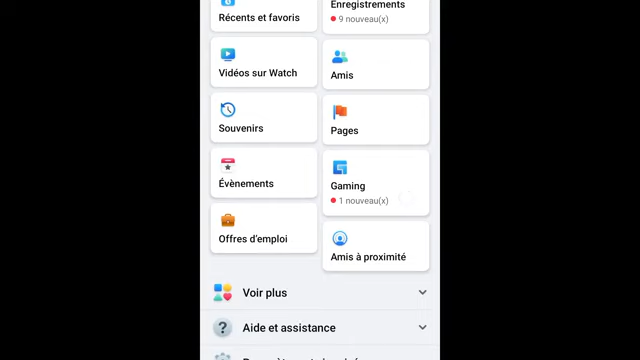 Enregistrements
Récents et favoris
9 nouveau(x)
Vidéos sur Watch
Amis
Souvenirs
Pages
Évènements
Gaming
1 nouveau(x)
Offres d'emploi
Amis à proximité
Voir plus
Aide et assistance